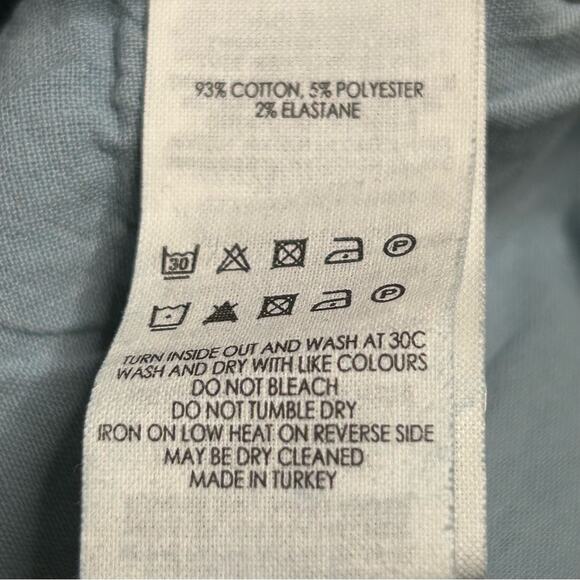 93% COTTON, 5% POLYESTER
2% ELASTANE
30 P
P
TURN INSIDE OUT AND WASH AT 30C
WASH AND DRY WITH LIKE COLOURS
DO NOT BLEACH
DO NOT TUMBLE DRY
IRON ON LOW HEAT ON REVERSE SIDE
MAY BE DRY CLEANED
MADE IN TURKEY